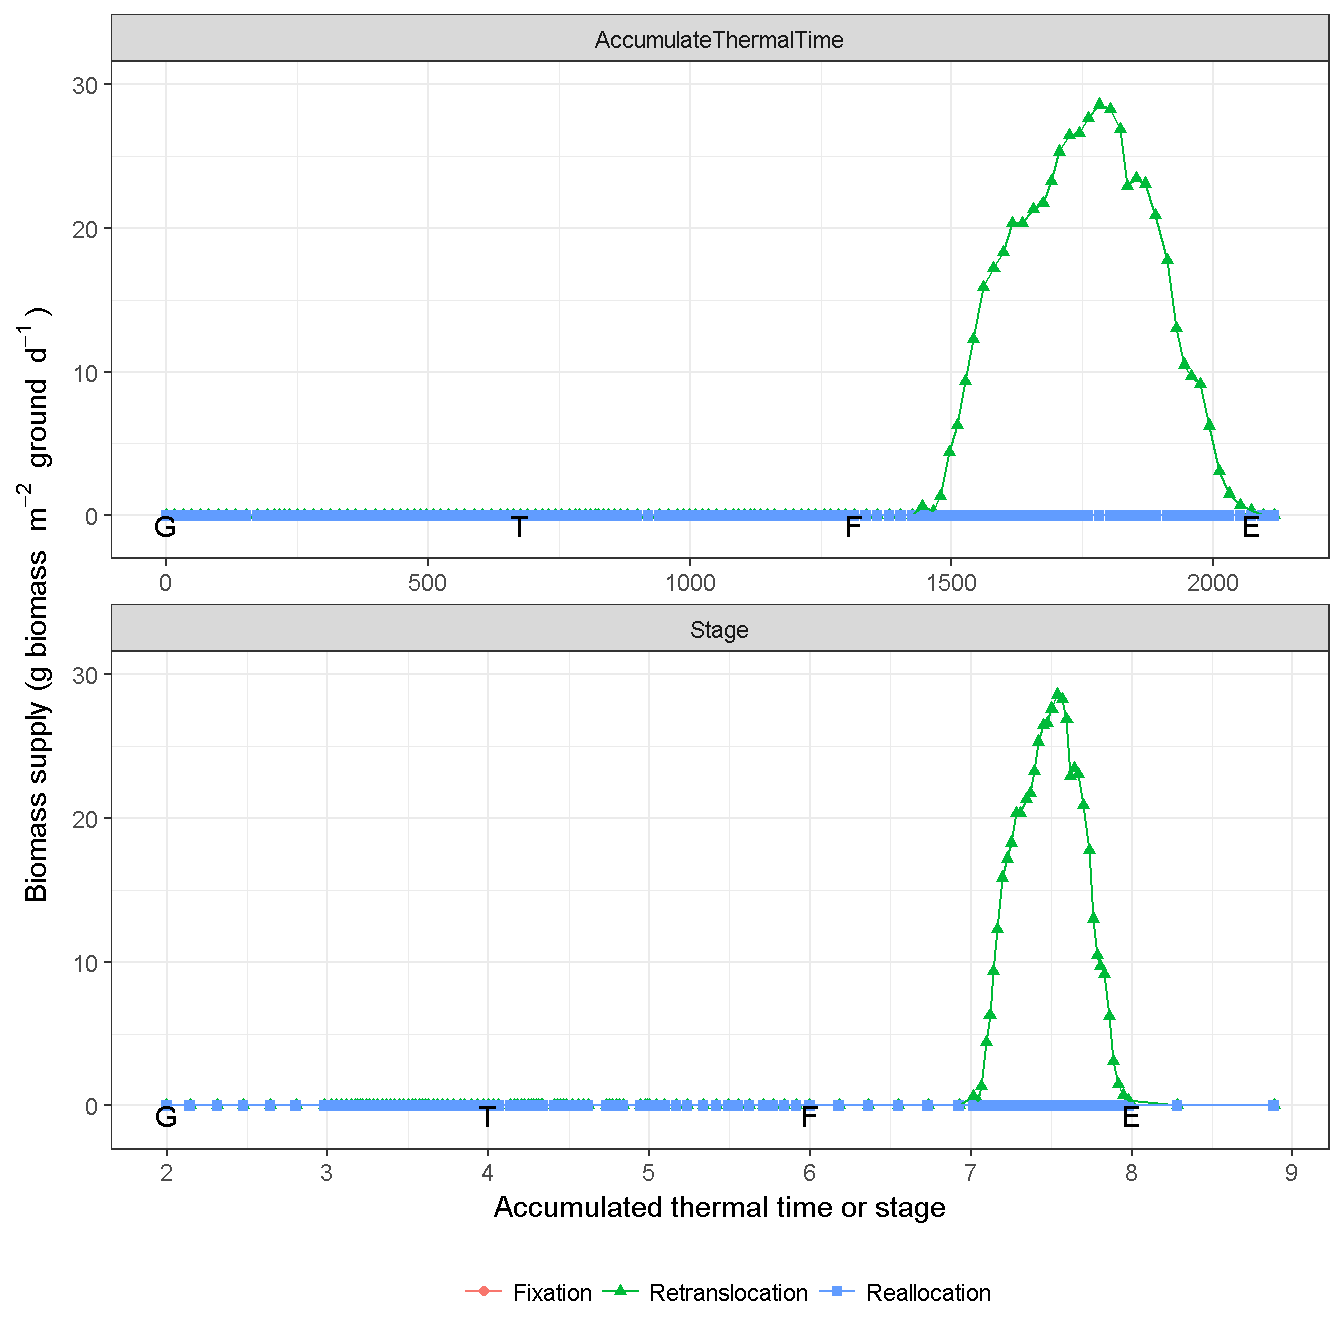 AccumulateThermalTime
30
20
10
0
G T F E
0 500 1000 1500 2000
Biomass supply (g biomass m⁻² ground d⁻¹)
Stage
30
20
10
0
G T F E
2 3 4 5 6 7 8 9
Accumulated thermal time or stage
Fixation Retranslocation Reallocation